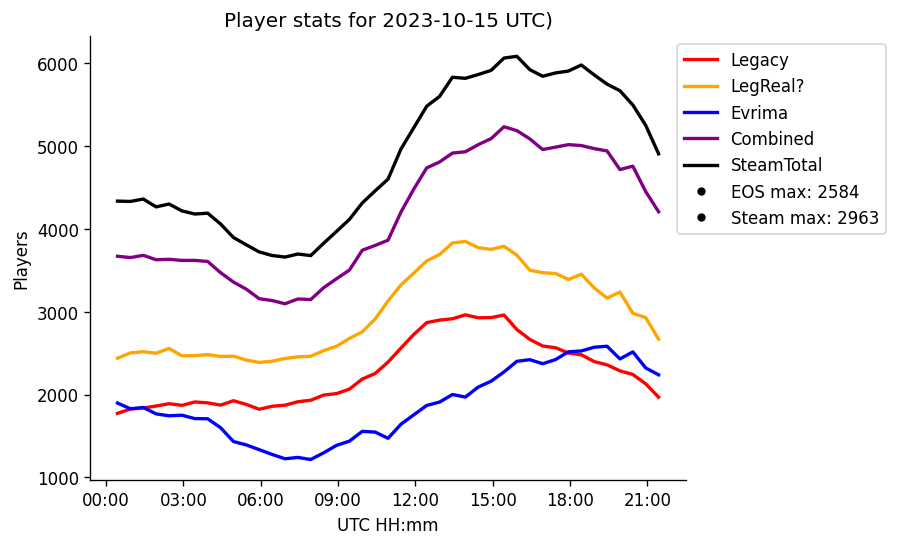 Player stats for 2023-10-15 UTC)
6000
5000
4000
3000
2000
1000
Players
00:00 03:00 06:00 09:00 12:00 15:00 18:00 21:00
UTC HH:mm
Legacy
LegReal?
Evrima
Combined
SteamTotal
EOS max: 2584
Steam max: 2963